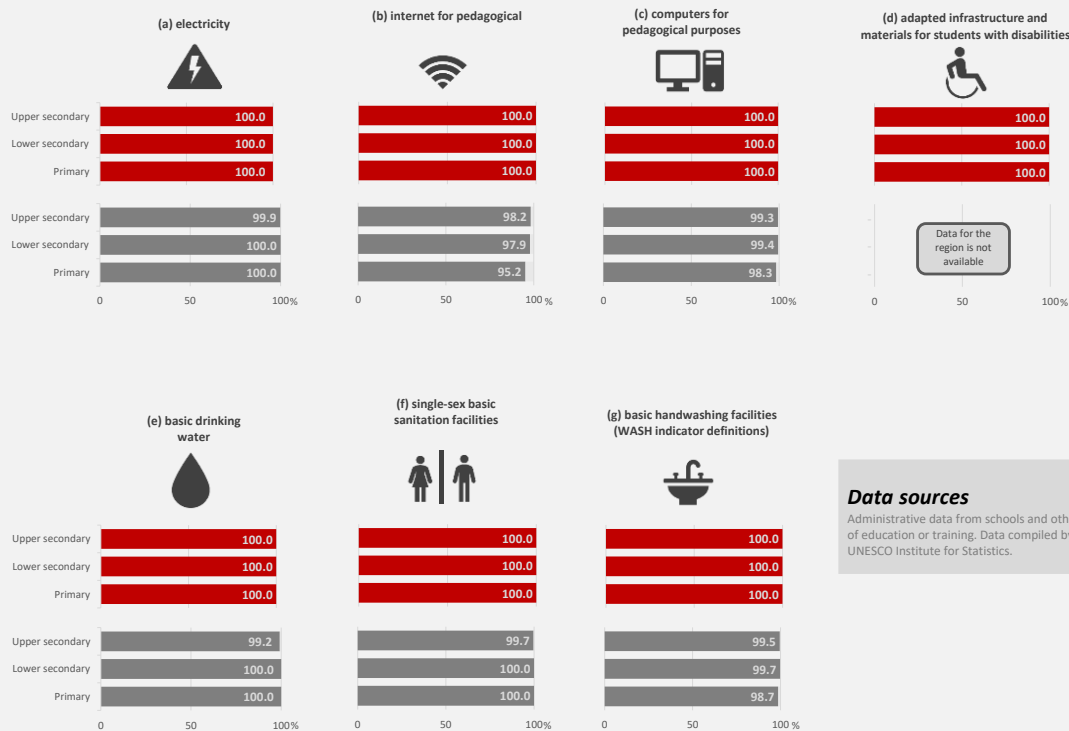 (a) electricity
(b) internet for pedagogical
(c) computers for
pedagogical purposes
(d) adapted infrastructure and
materials for students with disabilities
Upper secondary
100.0
100.0
100.0
100.0
Lower secondary
100.0
100.0
100.0
100.0
Primary
100.0
100.0
100.0
100.0
Upper secondary
99.9
98.2
99.3
Lower secondary
100.0
97.9
99.4
Primary
100.0
95.2
98.3
Data for the
region is not
available
0 50 100%
0 50 100 %
0 50 100%
0 50 100%
(e) basic drinking
water
(f) single-sex basic
sanitation facilities
(g) basic handwashing facilities
(WASH indicator definitions)
Upper secondary
100.0
100.0
100.0
Lower secondary
100.0
100.0
100.0
Primary
100.0
100.0
100.0
Upper secondary
99.2
99.7
99.5
Lower secondary
100.0
100.0
99.7
Primary
100.0
100.0
98.7
0 50 100%
0 50 100%
0 50 100 %
Data sources
Administrative data from schools and
of education or training. Data compiled
UNESCO Institute for Statistics.